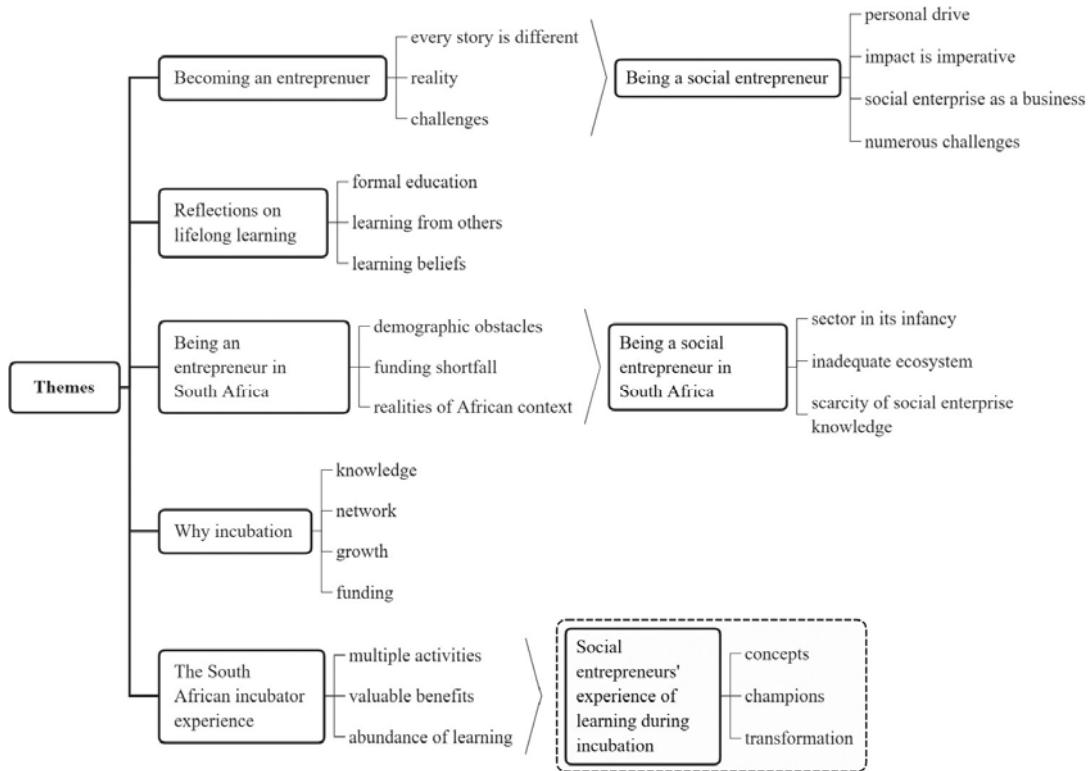 Themes
Becoming an entreprenuer
every story is different
reality
challenges
Being a social entrepreneur
personal drive
impact is imperative
social enterprise as a business
numerous challenges
Reflections on
lifelong learning
formal education
learning from others
learning beliefs
Being an
entrepreneur in
South Africa
demographic obstacles
funding shortfall
realities of African context
Being a social
entrepreneur in
South Africa
sector in its infancy
inadequate ecosystem
scarcity of social enterprise
knowledge
Why incubation
knowledge
network
growth
funding
The South
African incubator
experience
multiple activities
valuable benefits
abundance of learning
Social
entrepreneurs'
experience of
learning during
incubation
concepts
champions
transformation